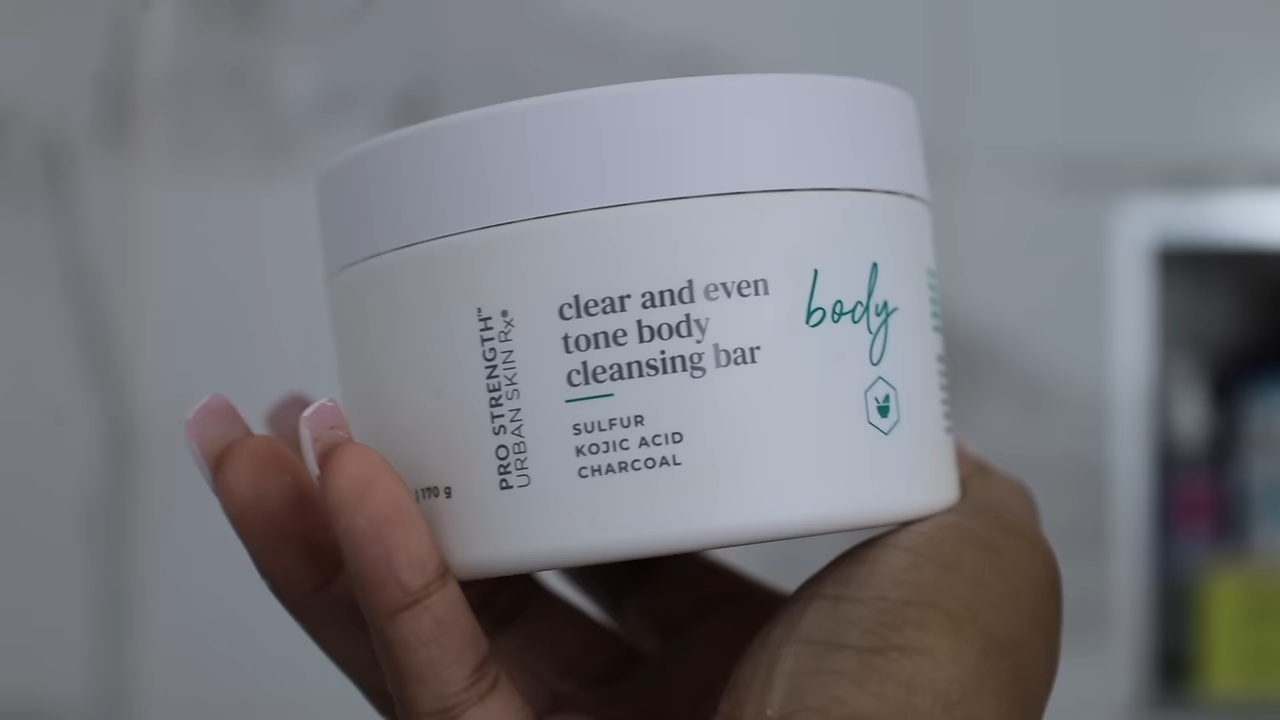 PRO STRENGTH™
URBAN SKIN Rx®
clear and even
tone body
cleansing bar
SULFUR
KOJIC ACID
CHARCOAL
body
| 170 g